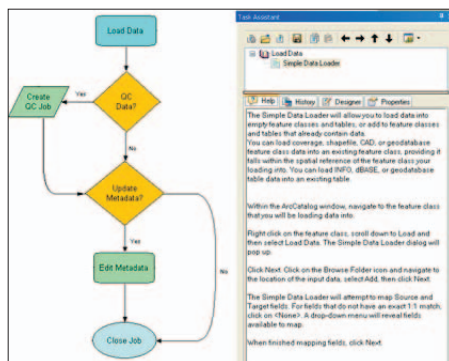 Load Data
QC
Data?
Yes
Create
QC Job
No
Update
Metadata?
Yes
No
Edit Metadata
Close Job
Task Assistant
Load Data
Simple Data Loader
Help
History
Designer
Properties
The Simple Data Loader will allow you to load data into
empty feature classes and tables, or add to feature classes
and tables that already contain data.
You can load coverage, shapefile, CAD, or geodatabase
feature class data into an existing feature class, providing it
falls within the spatial reference of the feature class your
loading into. You can load INFO, dBASE, or geodatabase
table data into an existing table.
Within the ArcCatalog window, navigate to the feature class
that you will be loading data into.
Right click on the feature class, scroll down to Load and
then select Load Data. The Simple Data Loader dialog will
pop up.
Click Next. Click on the Browse Folder icon and navigate to
the location of the input data, select Add, then click Next.
The Simple Data Loader will attempt to map Source and
Target fields. For fields that do not have an exact 1:1 match,
click on <None>. A drop-down menu will reveal fields
available to map.
When finished mapping fields, click Next.